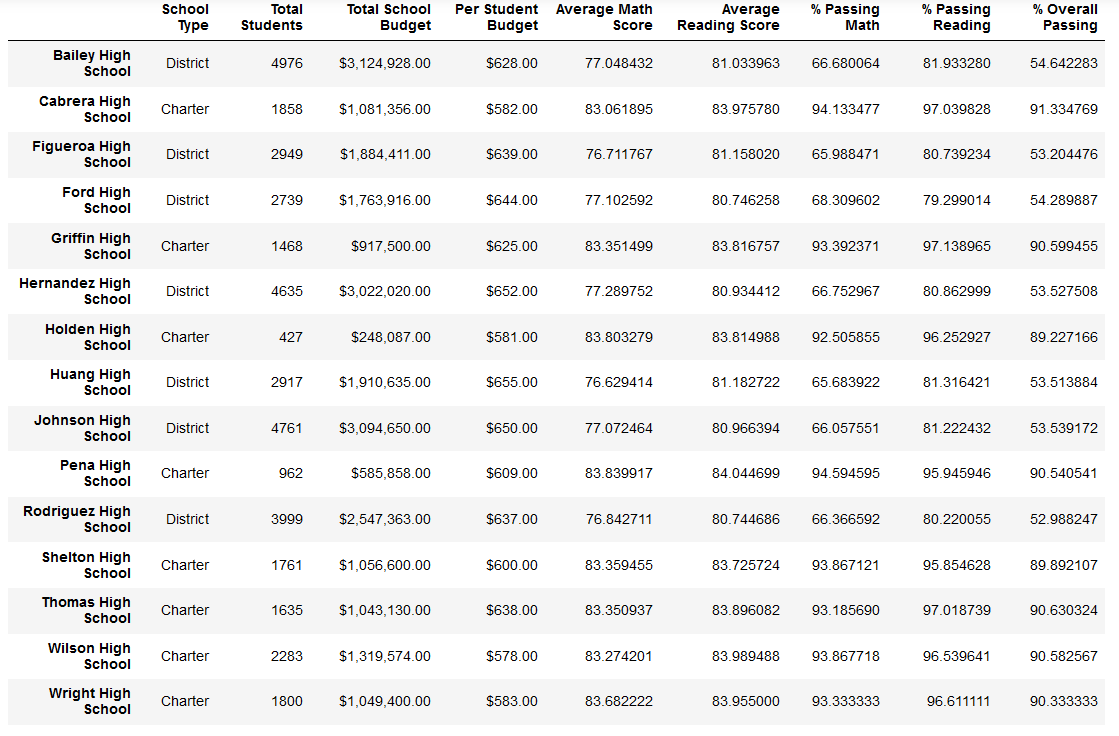 School Type Total Students Total School Budget Per Student Budget Average Math Score Average Reading Score % Passing Math % Passing Reading % Overall Passing
Bailey High School District 4976 $3,124,928.00 $628.00 77.048432 81.033963 66.680064 81.933280 54.642283
Cabrera High School Charter 1858 $1,081,356.00 $582.00 83.061895 83.975780 94.133477 97.039828 91.334769
Figueroa High School District 2949 $1,884,411.00 $639.00 76.711767 81.158020 65.988471 80.739234 53.204476
Ford High School District 2739 $1,763,916.00 $644.00 77.102592 80.746258 68.309602 79.299014 54.289887
Griffin High School Charter 1468 $917,500.00 $625.00 83.351499 83.816757 93.392371 97.138965 90.599455
Hernandez High School District 4635 $3,022,020.00 $652.00 77.289752 80.934412 66.752967 80.862999 53.527508
Holden High School Charter 427 $248,087.00 $581.00 83.803279 83.814988 92.505855 96.252927 89.227166
Huang High School District 2917 $1,910,635.00 $655.00 76.629414 81.182722 65.683922 81.316421 53.513884
Johnson High School District 4761 $3,094,650.00 $650.00 77.072464 80.966394 66.057551 81.222432 53.539172
Pena High School Charter 962 $585,858.00 $609.00 83.839917 84.044699 94.594595 95.945946 90.540541
Rodriguez High School District 3999 $2,547,363.00 $637.00 76.842711 80.744686 66.366592 80.220055 52.988247
Shelton High School Charter 1761 $1,056,600.00 $600.00 83.359455 83.725724 93.867121 95.854628 89.892107
Thomas High School Charter 1635 $1,043,130.00 $638.00 83.350937 83.896082 93.185690 97.018739 90.630324
Wilson High School Charter 2283 $1,319,574.00 $578.00 83.274201 83.989488 93.867718 96.539641 90.582567
Wright High School Charter 1800 $1,049,400.00 $583.00 83.682222 83.955000 93.333333 96.611111 90.333333